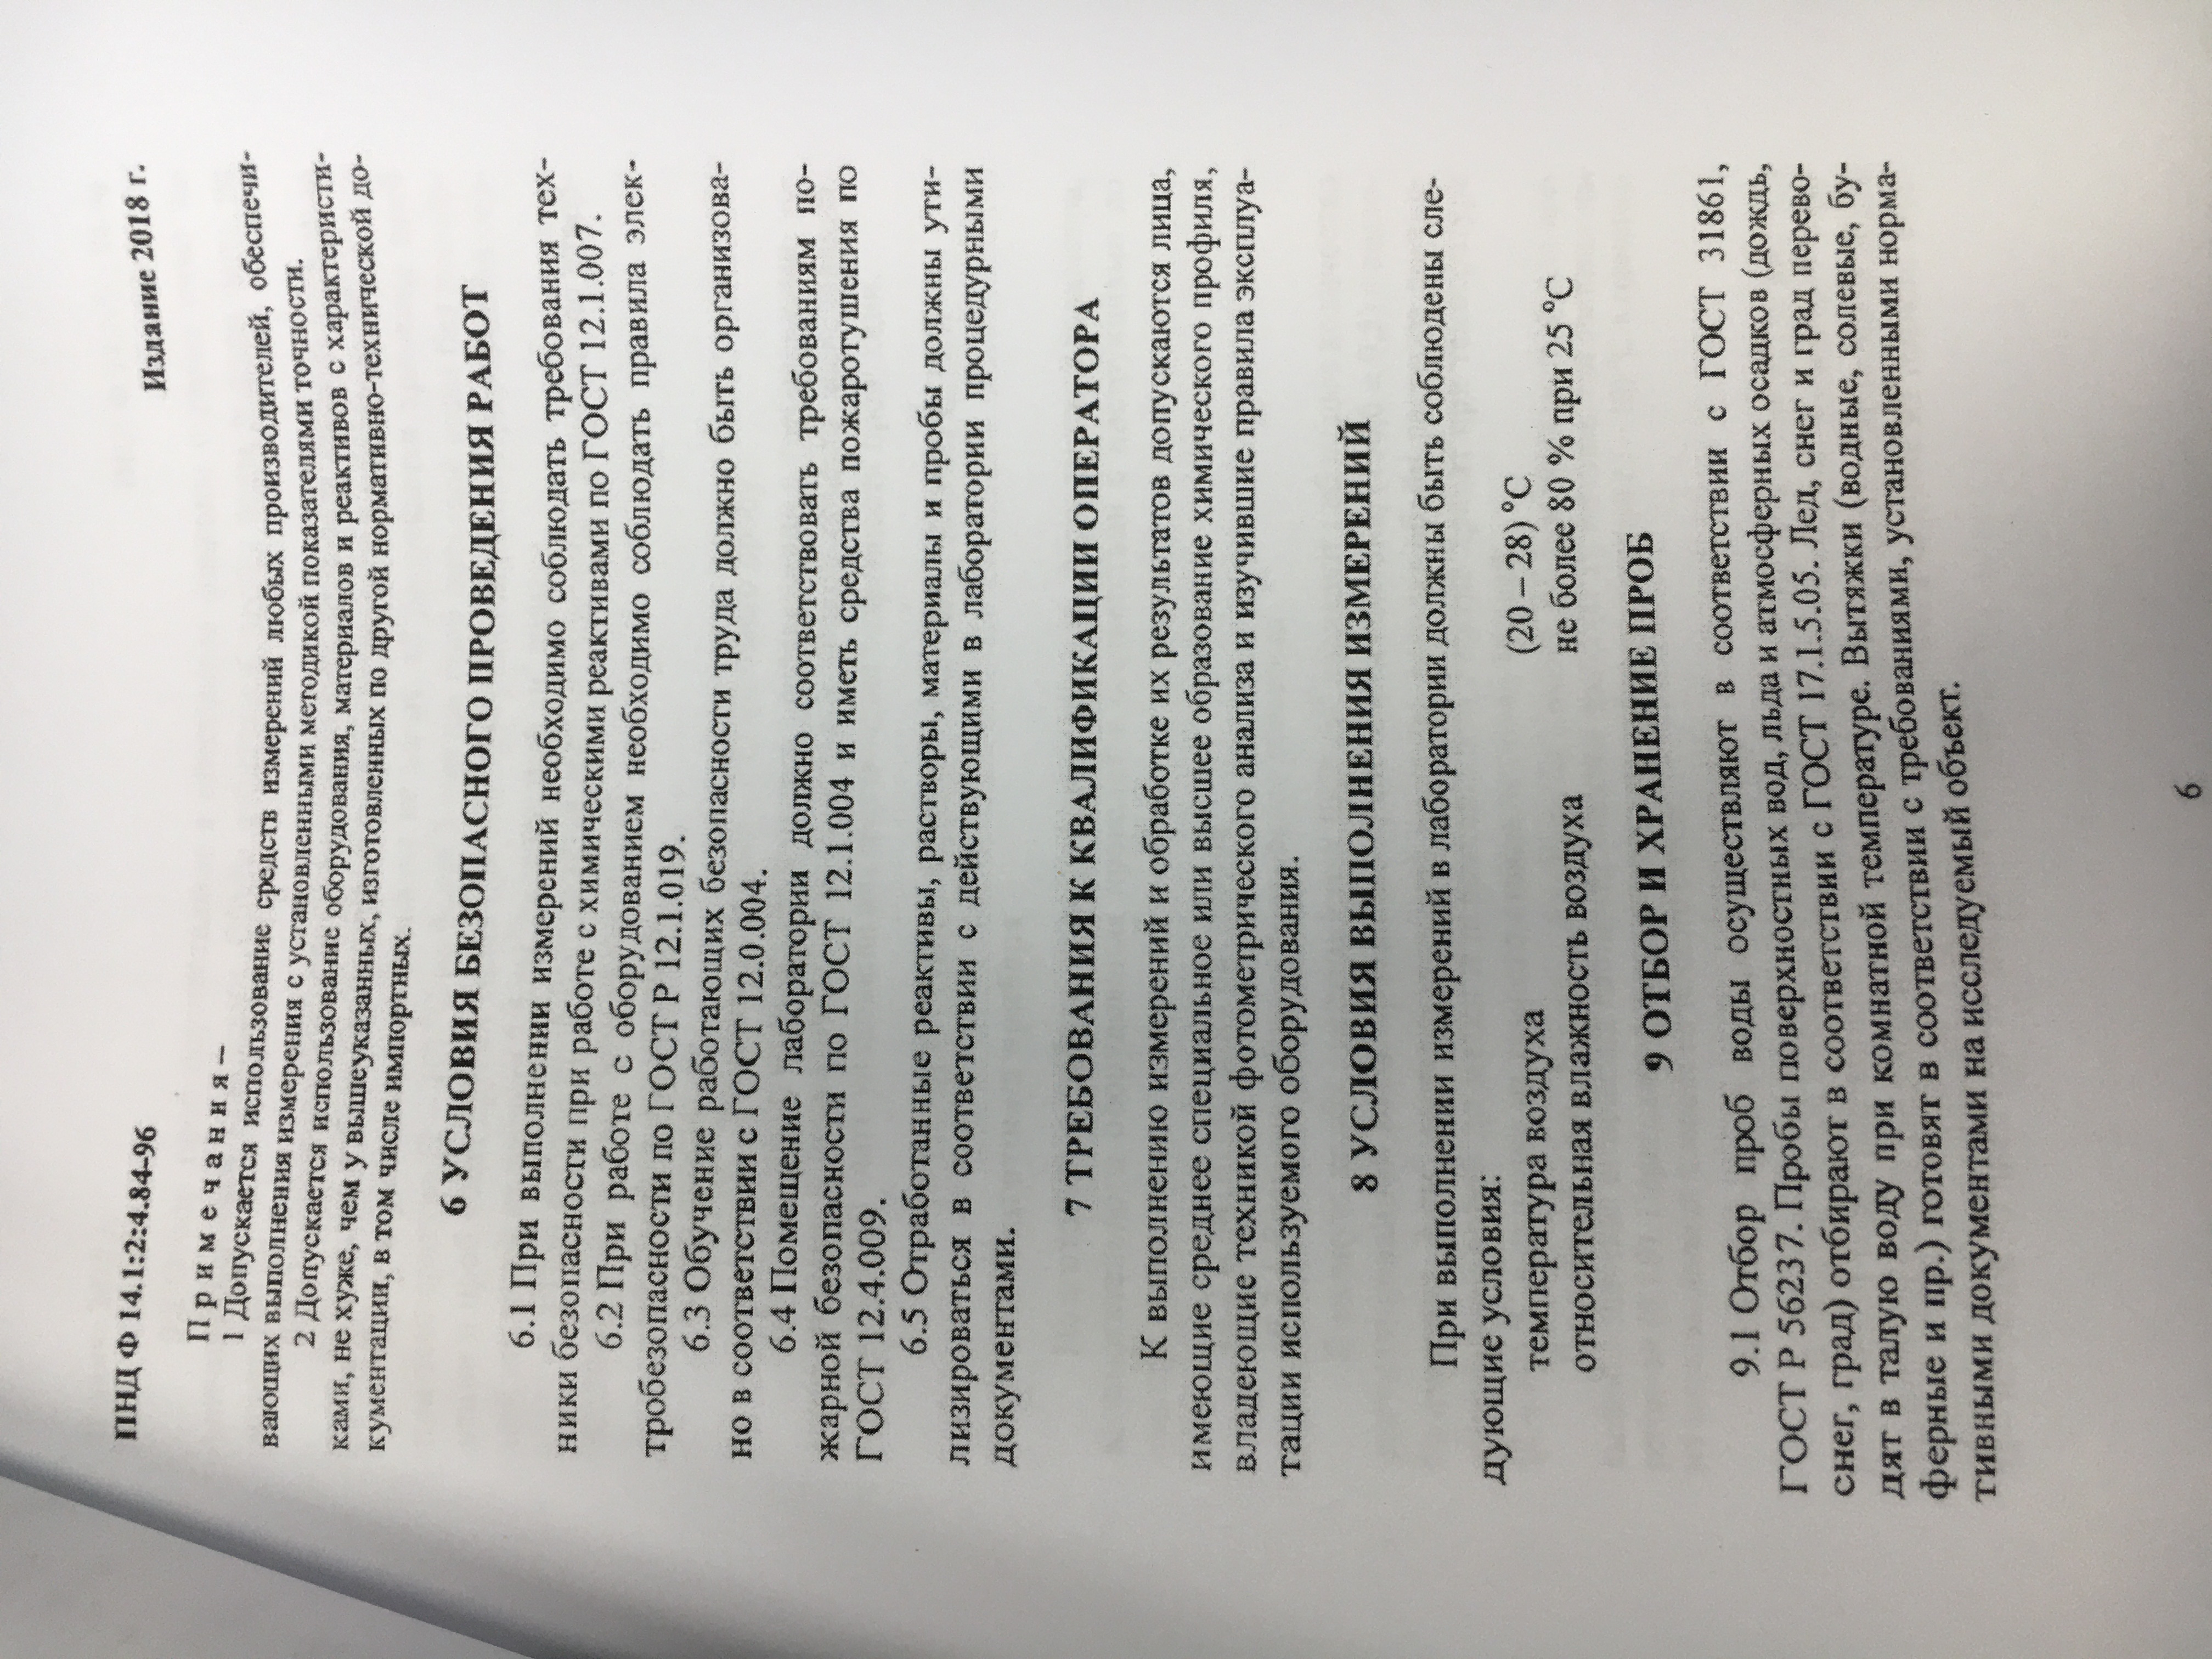 ПНД Ф 14.1:2:4.84-96 Издание 2018 г.
П р и м е ч а н и я –
1 Допускается использование средств измерений любых производителей, обеспечи-
вающих выполнения измерения с установленными методикой показателями точности.
2 Допускается использование оборудования, материалов и реактивов с характеристи-
ками, не хуже, чем у вышеуказанных, изготовленных по другой нормативно-технической до-
кументации, в том числе импортных.
6 УСЛОВИЯ БЕЗОПАСНОГО ПРОВЕДЕНИЯ РАБОТ
6.1 При выполнении измерений необходимо соблюдать требования тех-
ники безопасности при работе с химическими реактивами по ГОСТ 12.1.007.
6.2 При работе с оборудованием необходимо соблюдать правила элек-
тробезопасности по ГОСТ Р 12.1.019.
6.3 Обучение работающих безопасности труда должно быть организова-
но в соответствии с ГОСТ 12.0.004.
6.4 Помещение лаборатории должно соответствовать требованиям по-
жарной безопасности по ГОСТ 12.1.004 и иметь средства пожаротушения по
ГОСТ 12.4.009.
6.5 Отработанные реактивы, растворы, материалы и пробы должны ути-
лизироваться в соответствии с действующими в лаборатории процедурными
документами.
7 ТРЕБОВАНИЯ К КВАЛИФИКАЦИИ ОПЕРАТОРА
К выполнению измерений и обработке их результатов допускаются лица,
имеющие среднее специальное или высшее образование химического профиля,
владеющие техникой фотометрического анализа и изучившие правила эксплуа-
тации используемого оборудования.
8 УСЛОВИЯ ВЫПОЛНЕНИЯ ИЗМЕРЕНИЙ
При выполнении измерений в лаборатории должны быть соблюдены сле-
дующие условия:
температура воздуха (20 – 28) °С
относительная влажность воздуха не более 80 % при 25 °С
9 ОТБОР И ХРАНЕНИЕ ПРОБ
9.1 Отбор проб воды осуществляют в соответствии с ГОСТ 31861,
ГОСТ Р 56237. Пробы поверхностных вод, льда и атмосферных осадков (дождь,
снег, град) отбирают в соответствии с ГОСТ 17.1.5.05. Лед, снег и град перево-
дят в талую воду при комнатной температуре. Вытяжки (водные, солевые, бу-
ферные и пр.) готовят в соответствии с требованиями, установленными норма-
тивными документами на исследуемый объект.
6